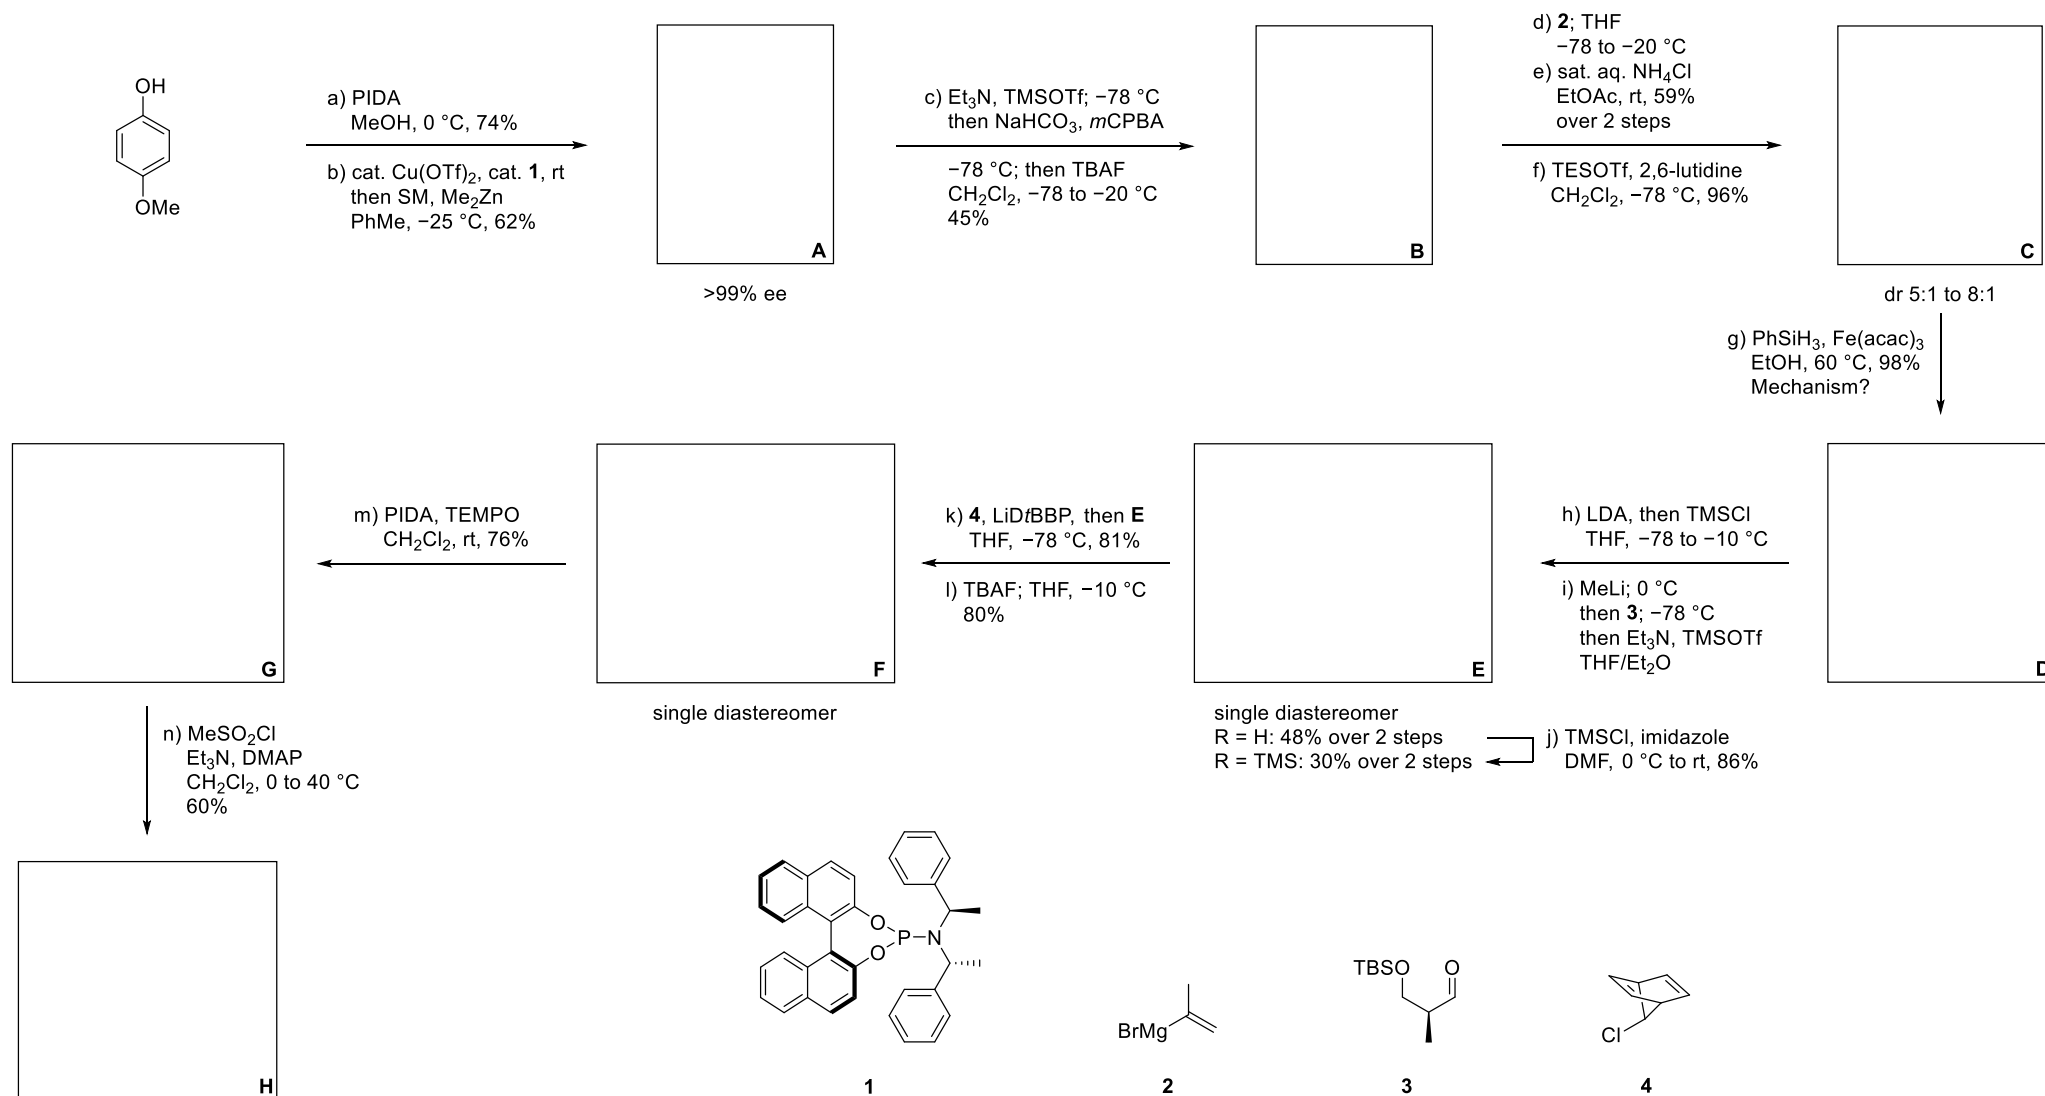 OH
OMe
a) PIDA
MeOH, 0 °C, 74%
b) cat. Cu(OTf)₂, cat. 1, rt
then SM, Me₂Zn
PhMe, −25 °C, 62%
A
>99% ee
c) Et₃N, TMSOTf; −78 °C
then NaHCO₃, mCPBA
−78 °C; then TBAF
CH₂Cl₂, −78 to −20 °C
45%
B
d) 2; THF
−78 to −20 °C
e) sat. aq. NH₄Cl
EtOAc, rt, 59%
over 2 steps
f) TESOTf, 2,6-lutidine
CH₂Cl₂, −78 °C, 96%
C
dr 5:1 to 8:1
g) PhSiH₃, Fe(acac)₃
EtOH, 60 °C, 98%
Mechanism?
D
h) LDA, then TMSCl
THF, −78 to −10 °C
i) MeLi; 0 °C
then 3; −78 °C
then Et₃N, TMSOTf
THF/Et₂O
E
single diastereomer
R = H: 48% over 2 steps
R = TMS: 30% over 2 steps
j) TMSCl, imidazole
DMF, 0 °C to rt, 86%
k) 4, LiDtBBP, then E
THF, −78 °C, 81%
l) TBAF; THF, −10 °C
80%
F
single diastereomer
m) PIDA, TEMPO
CH₂Cl₂, rt, 76%
G
n) MeSO₂Cl
Et₃N, DMAP
CH₂Cl₂, 0 to 40 °C
60%
H
O
P
N
O
1
BrMg
2
TBSO
O
3
Cl
4